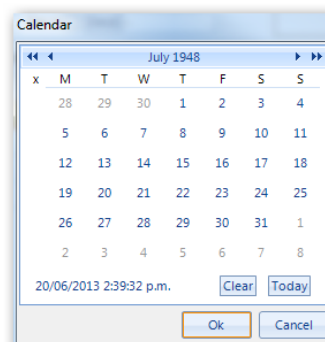 Calendar
July 1948
x M T W T F S S
28 29 30 1 2 3 4
5 6 7 8 9 10 11
12 13 14 15 16 17 18
19 20 21 22 23 24 25
26 27 28 29 30 31 1
2 3 4 5 6 7 8
20/06/2013 2:39:32 p.m. Clear Today
Ok Cancel